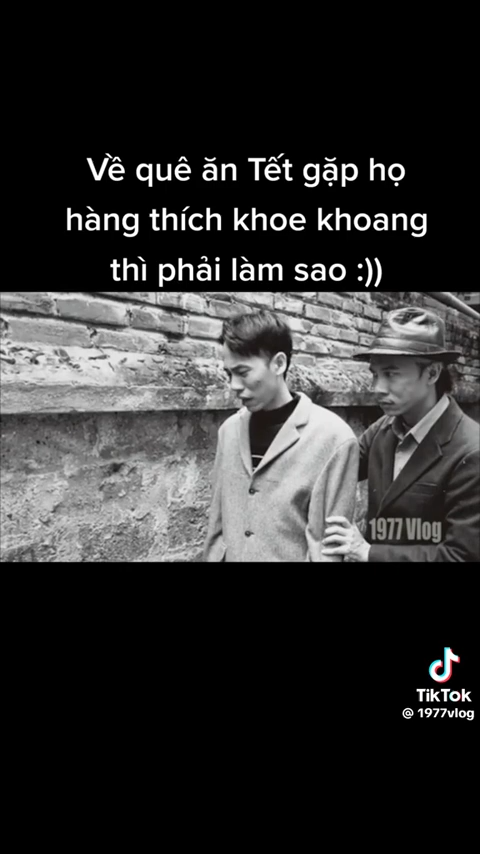 Về quê ăn Tết gặp họ
hàng thích khoe khoang
thì phải làm sao :))
1977 Vlog
TikTok
@ 1977vlog